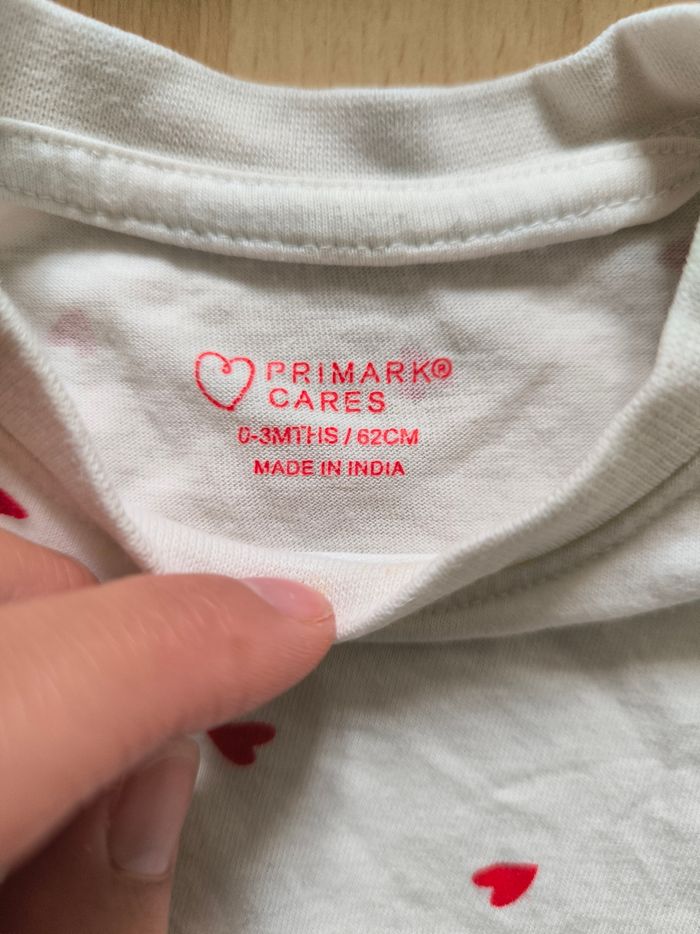 PRIMARK®
CARES
0-3MTHS / 62CM
MADE IN INDIA